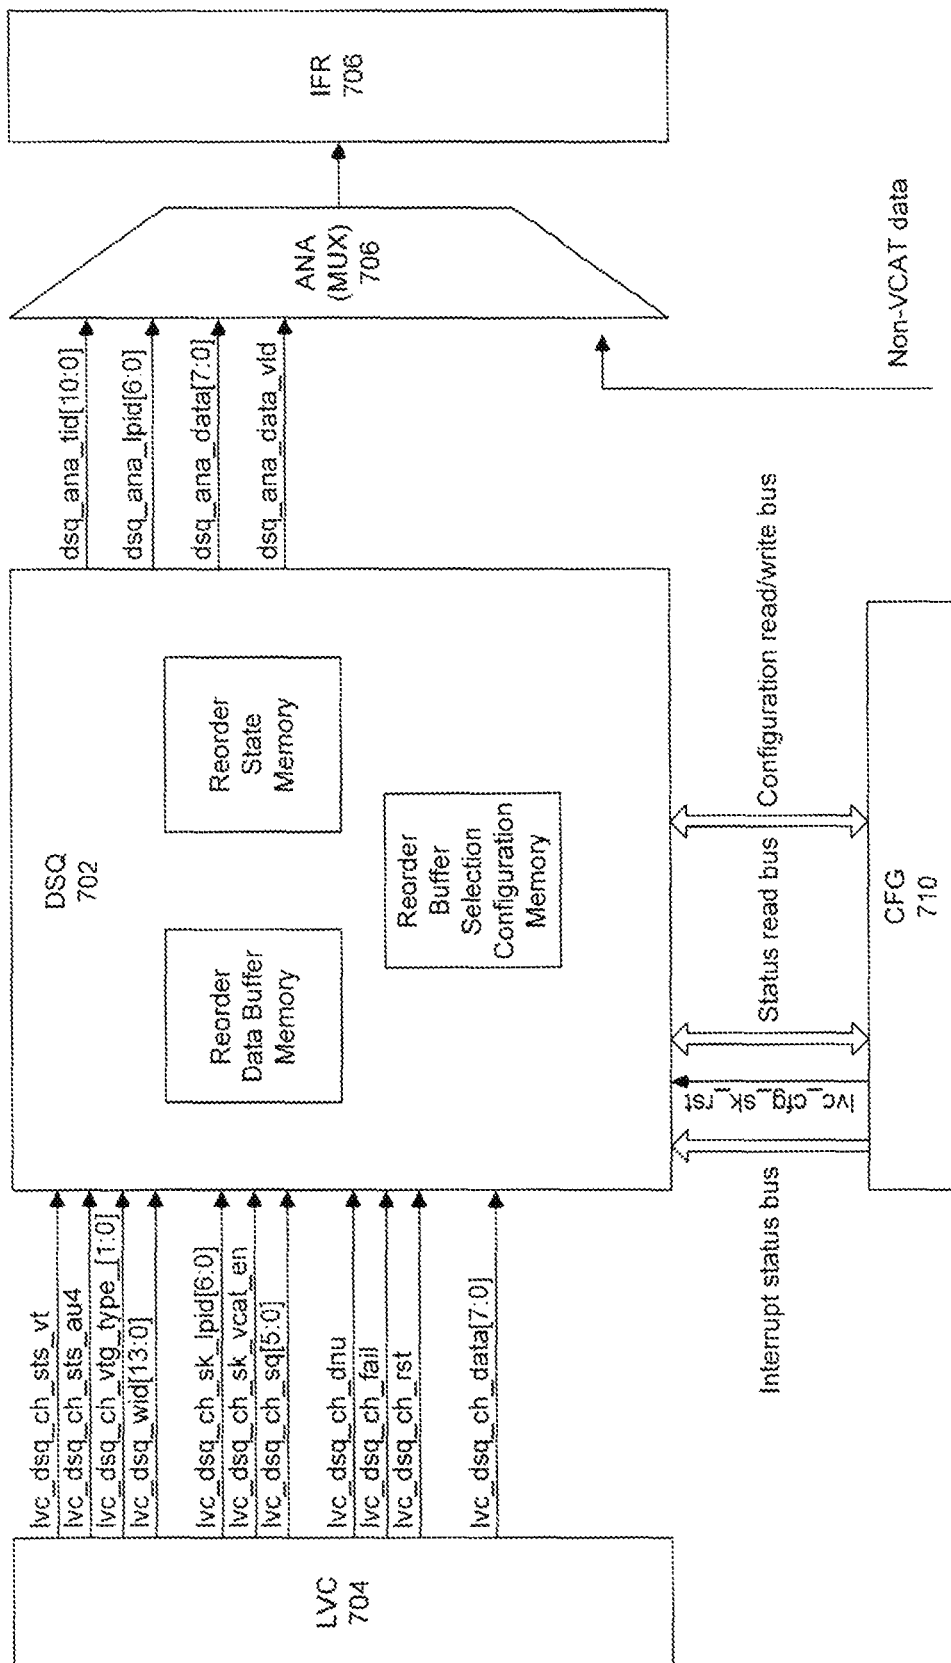 LVC
704
lvc_dsq_ch_sts_vt
lvc_dsq_ch_sts_au4
lvc_dsq_ch_vtg_type_[1:0]
lvc_dsq_wid[13:0]
lvc_dsq_ch_sk_lpid[6:0]
lvc_dsq_ch_sk_vcat_en
lvc_dsq_ch_sq[5:0]
lvc_dsq_ch_dnu
lvc_dsq_ch_fail
lvc_dsq_ch_rst
lvc_dsq_ch_data[7:0]
DSQ
702
Reorder
Data Buffer
Memory
Reorder
State
Memory
Reorder
Buffer
Selection
Configuration
Memory
dsq_ana_tid[10:0]
dsq_ana_lpid[6:0]
dsq_ana_data[7:0]
dsq_ana_data_vld
ANA
(MUX)
706
IFR
706
Interrupt status bus
lvc_cfg_sk_rst
Status read bus
Configuration read/write bus
Non-VCAT data
CFG
710